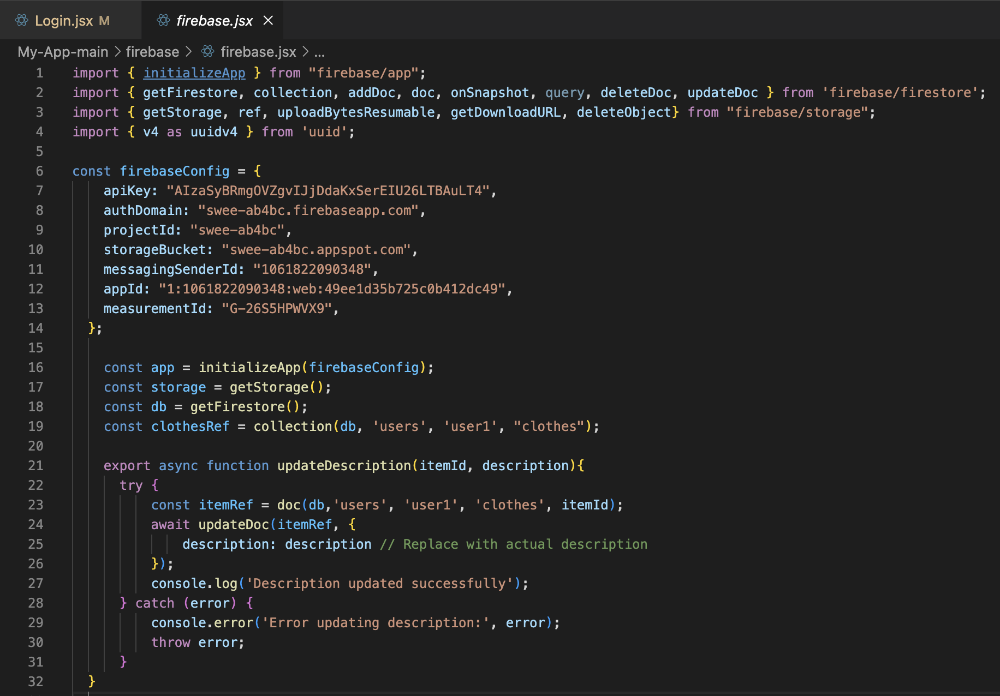 Login.jsx M firebase.jsx
My-App-main > firebase > firebase.jsx > ...
1 import { initializeApp } from "firebase/app";
2 import { getFirestore, collection, addDoc, doc, onSnapshot, query, deleteDoc, updateDoc } from 'firebase/firestore';
3 import { getStorage, ref, uploadBytesResumable, getDownloadURL, deleteObject} from "firebase/storage";
4 import { v4 as uuidv4 } from 'uuid';
5
6 const firebaseConfig = {
7 apiKey: "AIzaSyBRmgOVZgvIJjDdaKxSerEIU26LTBAuLT4",
8 authDomain: "swee-ab4bc.firebaseapp.com",
9 projectId: "swee-ab4bc",
10 storageBucket: "swee-ab4bc.appspot.com",
11 messagingSenderId: "1061822090348",
12 appId: "1:1061822090348:web:49ee1d35b725c0b412dc49",
13 measurementId: "G-26S5HPWVX9",
14 };
15
16 const app = initializeApp(firebaseConfig);
17 const storage = getStorage();
18 const db = getFirestore();
19 const clothesRef = collection(db, 'users', 'user1', "clothes");
20
21 export async function updateDescription(itemId, description){
22 try {
23 const itemRef = doc(db,'users', 'user1', 'clothes', itemId);
24 await updateDoc(itemRef, {
25 description: description // Replace with actual description
26 });
27 console.log('Description updated successfully');
28 } catch (error) {
29 console.error('Error updating description:', error);
30 throw error;
31 }
32 }